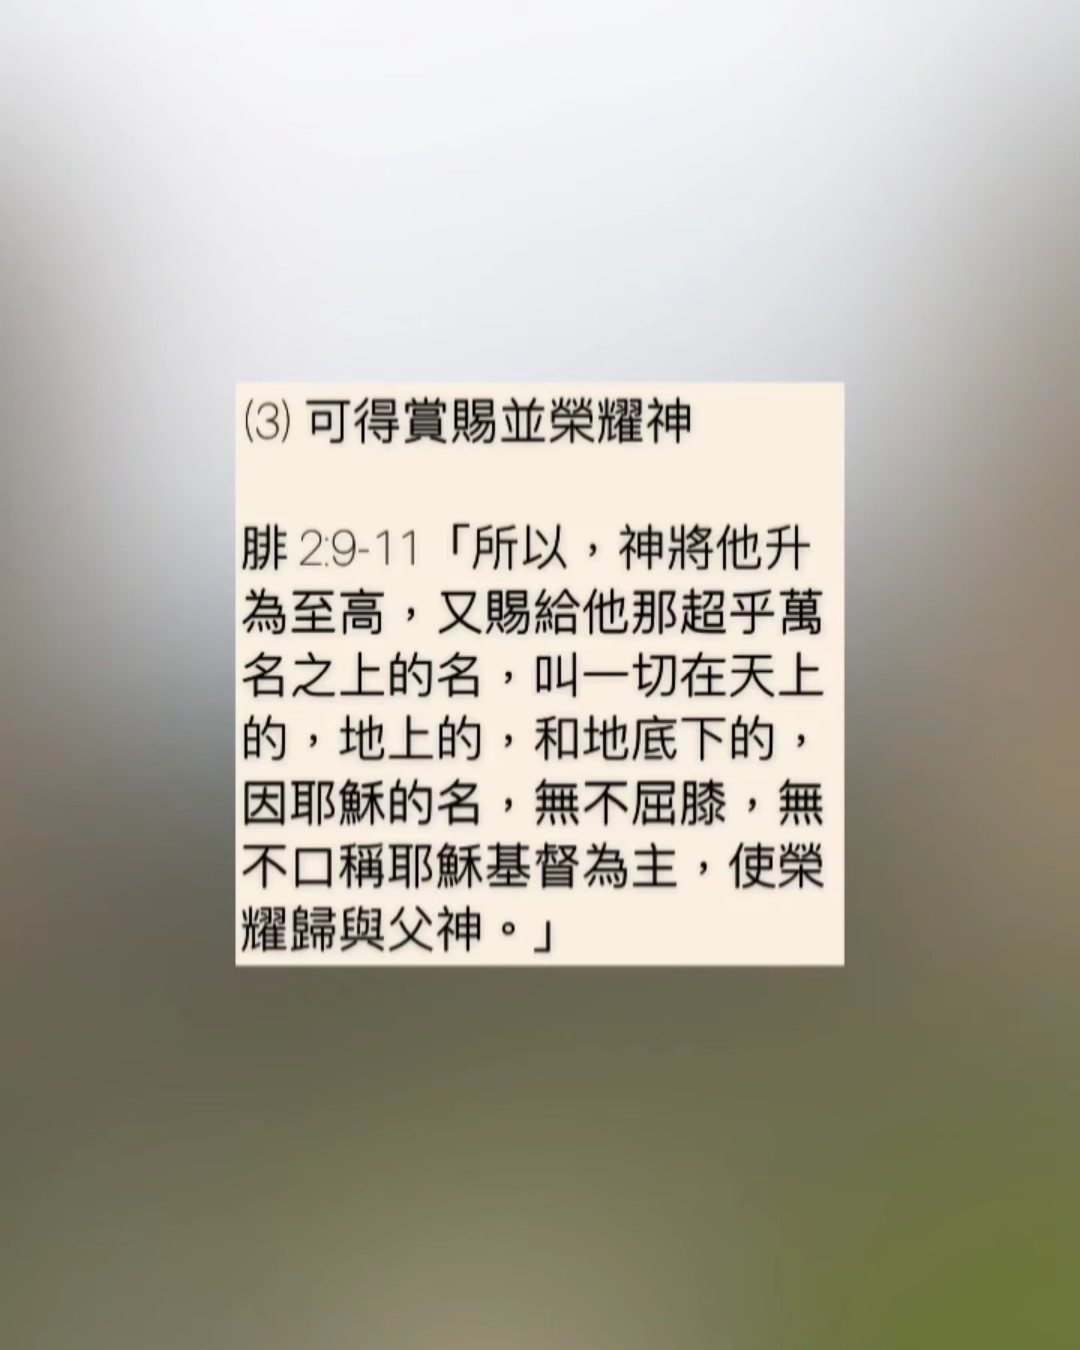 (3) 可得賞賜並榮耀神
腓 2:9-11「所以，神將他升
為至高，又賜給他那超乎萬
名之上的名，叫一切在天上
的，地上的，和地底下的，
因耶穌的名，無不屈膝，無
不口稱耶穌基督為主，使榮
耀歸與父神。」